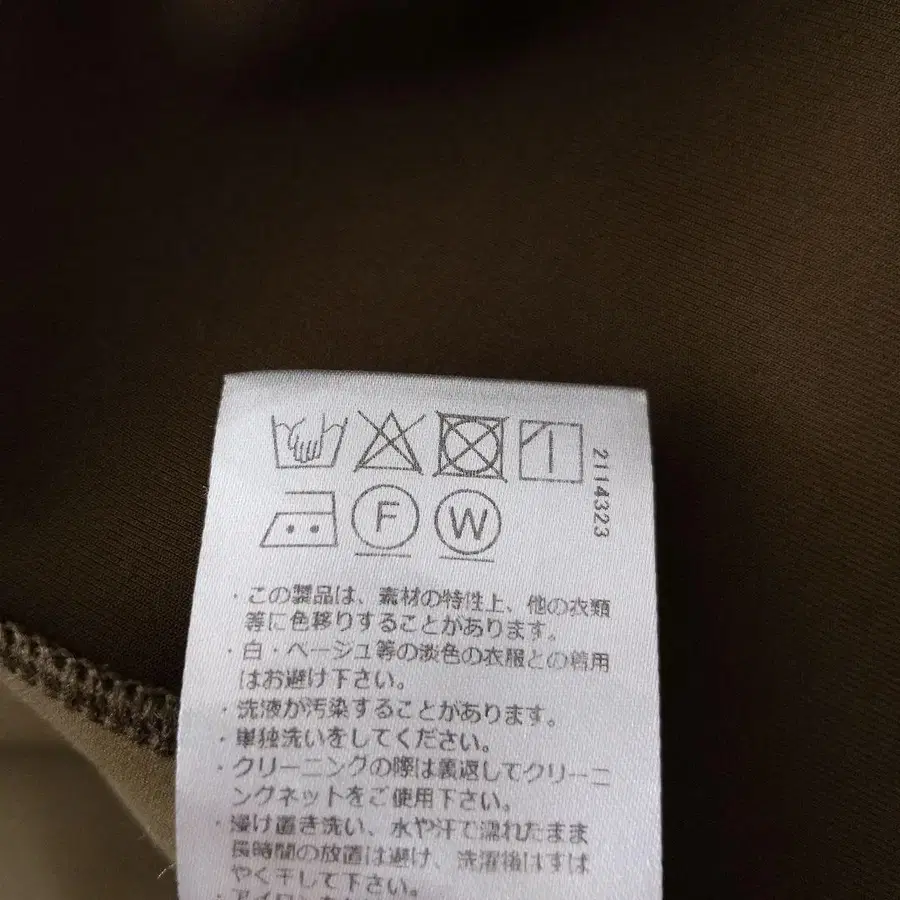 2114323
F W
・この製品は、素材の特性上、他の衣類
等に色移りすることがあります。
・白・ベージュ等の淡色の衣服との着用
はお避け下さい。
・洗液が汚染することがあります。
・単独洗いをしてください。
・クリーニングの際は裏返してクリーニ
ングネットをご使用下さい。
・浸け置き洗い、水や汗で濡れたまま
長時間の放置は避け、洗濯後はすば
やく干して下さい。